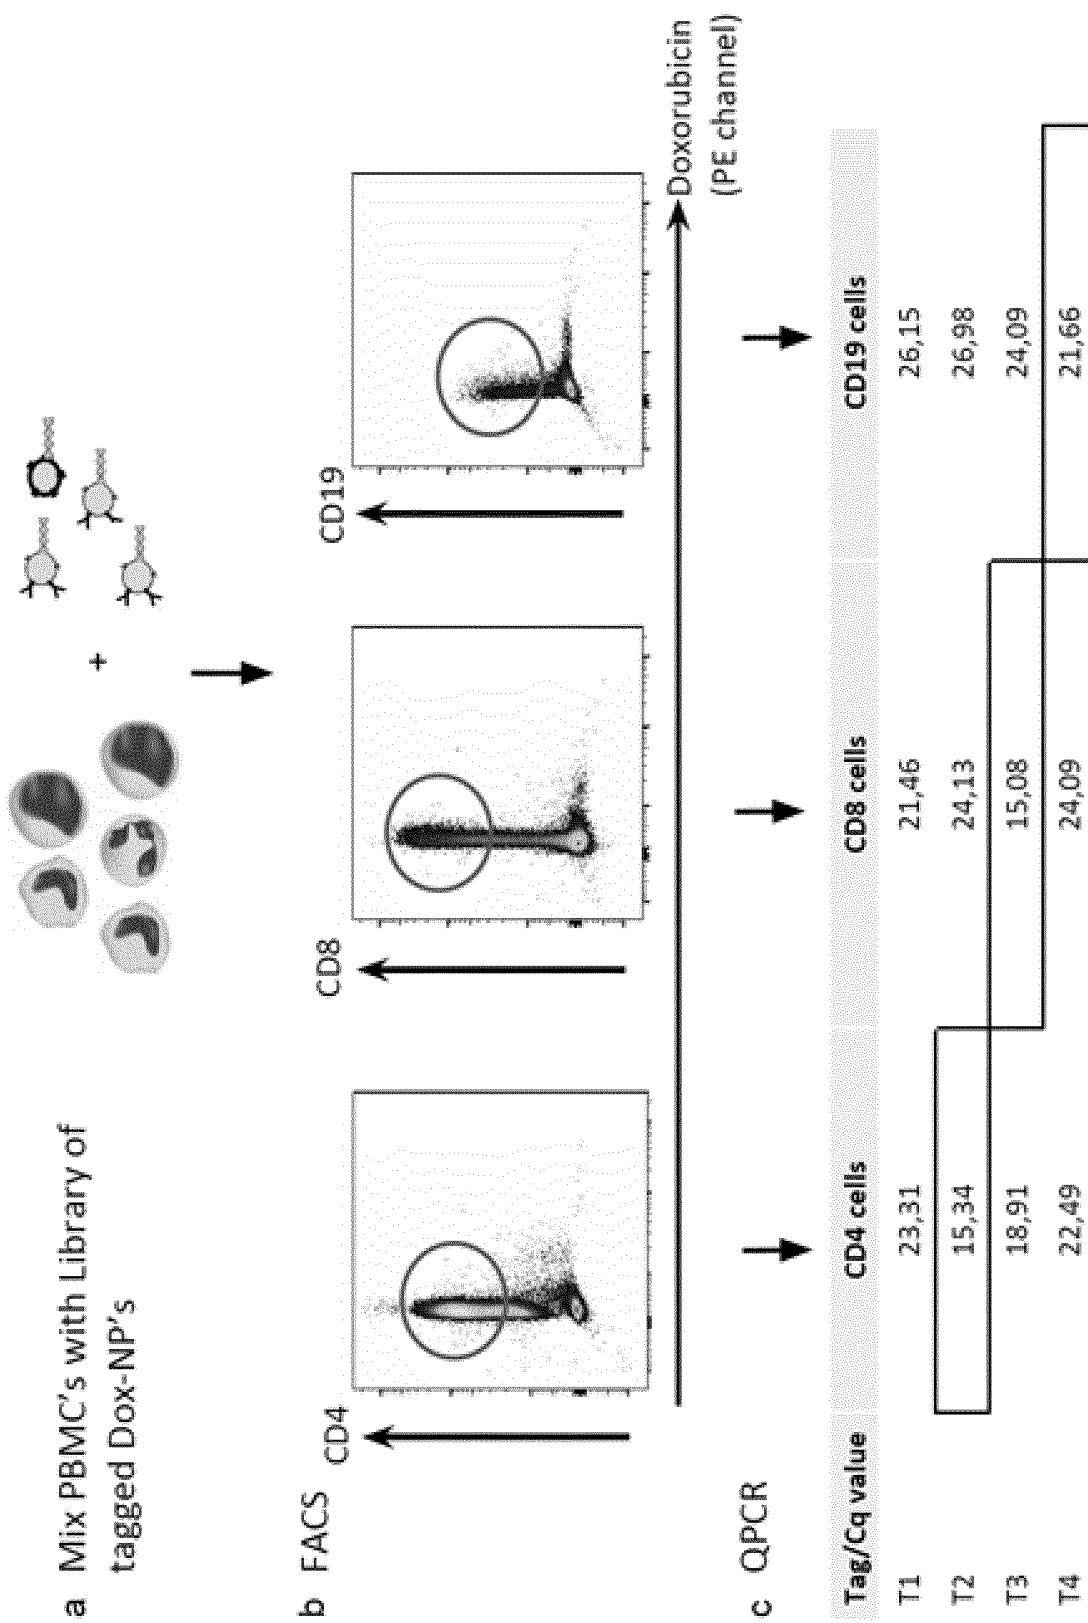 a Mix PBMC's with Library of
tagged Dox-NP's
+
b FACS
CD4
CD8
CD19
Doxorubicin
(PE channel)
c QPCR
Tag/Cq value CD4 cells CD8 cells CD19 cells
T1 23,31 21,46 26,15
T2 15,34 24,13 26,98
T3 18,91 15,08 24,09
T4 22,49 24,09 21,66